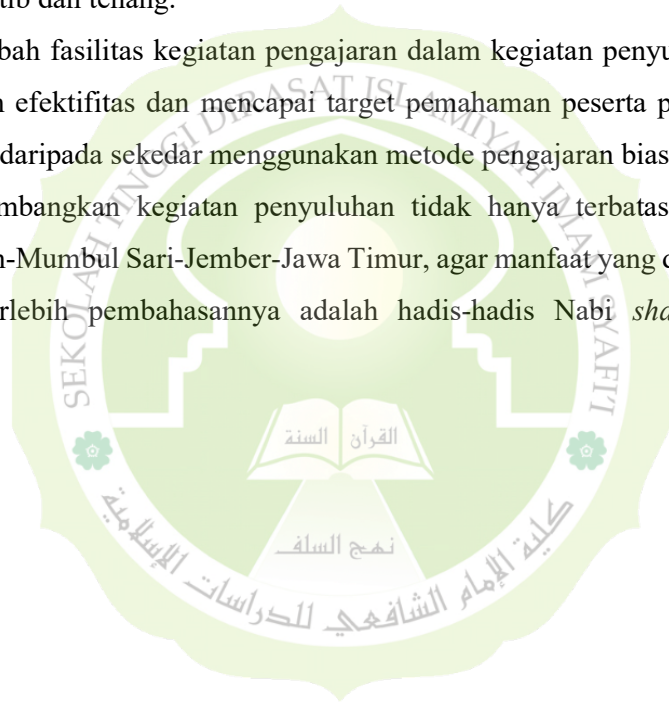 tib dan tenang.
bah fasilitas kegiatan pengajaran dalam kegiatan penyu
efektifitas dan mencapai target pemahaman peserta p
daripada sekedar menggunakan metode pengajaran bias
mbangkan kegiatan penyuluhan tidak hanya terbatas
n-Mumbul Sari-Jember-Jawa Timur, agar manfaat yang d
rlebih pembahasannya adalah hadis-hadis Nabi sha
SEKOLAH TINGGI DIRASAT ISLAMIYAH IMAM SYAFI'I
القرآن السنة
نهج السلف
كلية الإمام الشافعي للدراسات الإسلامية